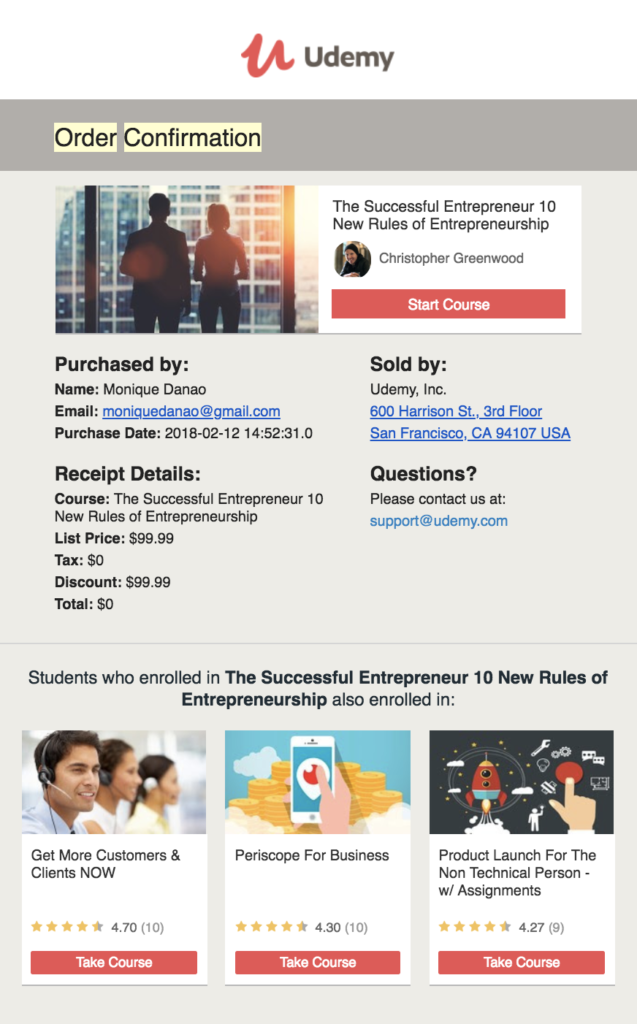 Udemy
Order Confirmation
The Successful Entrepreneur 10
New Rules of Entrepreneurship
Christopher Greenwood
Start Course
Purchased by:
Name: Monique Danao
Email: moniquedanao@gmail.com
Purchase Date: 2018-02-12 14:52:31.0
Sold by:
Udemy, Inc.
600 Harrison St., 3rd Floor
San Francisco, CA 94107 USA
Receipt Details:
Course: The Successful Entrepreneur 10
New Rules of Entrepreneurship
List Price: $99.99
Tax: $0
Discount: $99.99
Total: $0
Questions?
Please contact us at:
support@udemy.com
Students who enrolled in The Successful Entrepreneur 10 New Rules of
Entrepreneurship also enrolled in:
Get More Customers &
Clients NOW
4.70 (10)
Take Course
Periscope For Business
4.30 (10)
Take Course
Product Launch For The
Non Technical Person -
w/ Assignments
4.27 (9)
Take Course